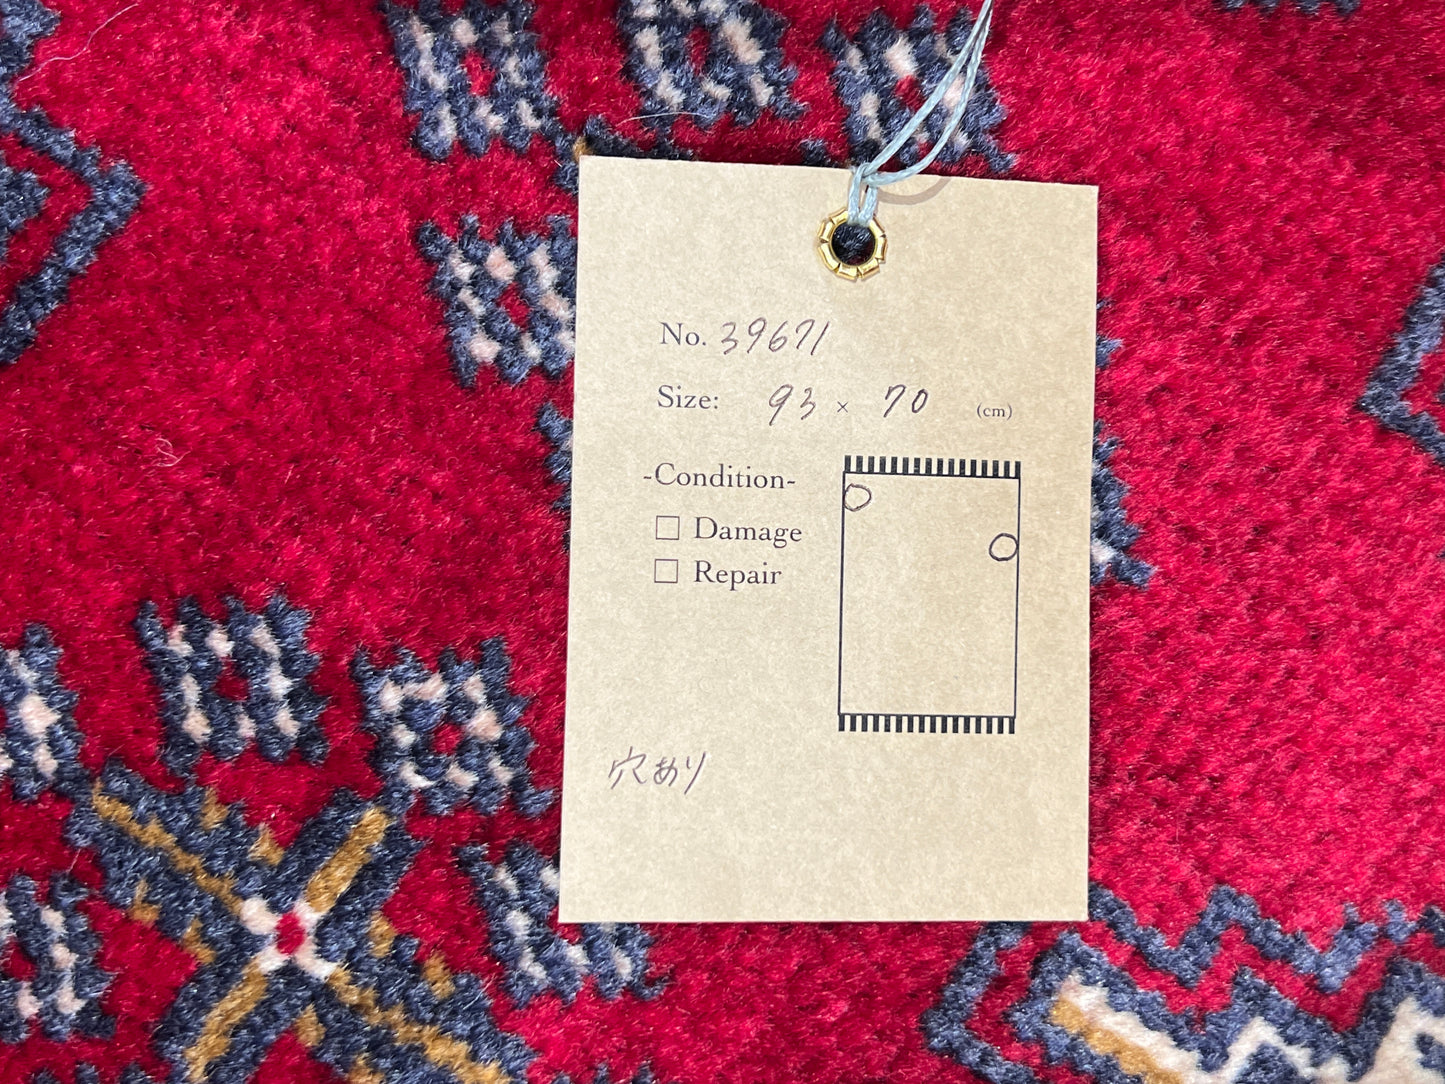 No. 39671
Size: 93 × 70 (cm)
-Condition-
□ Damage
□ Repair
穴あり